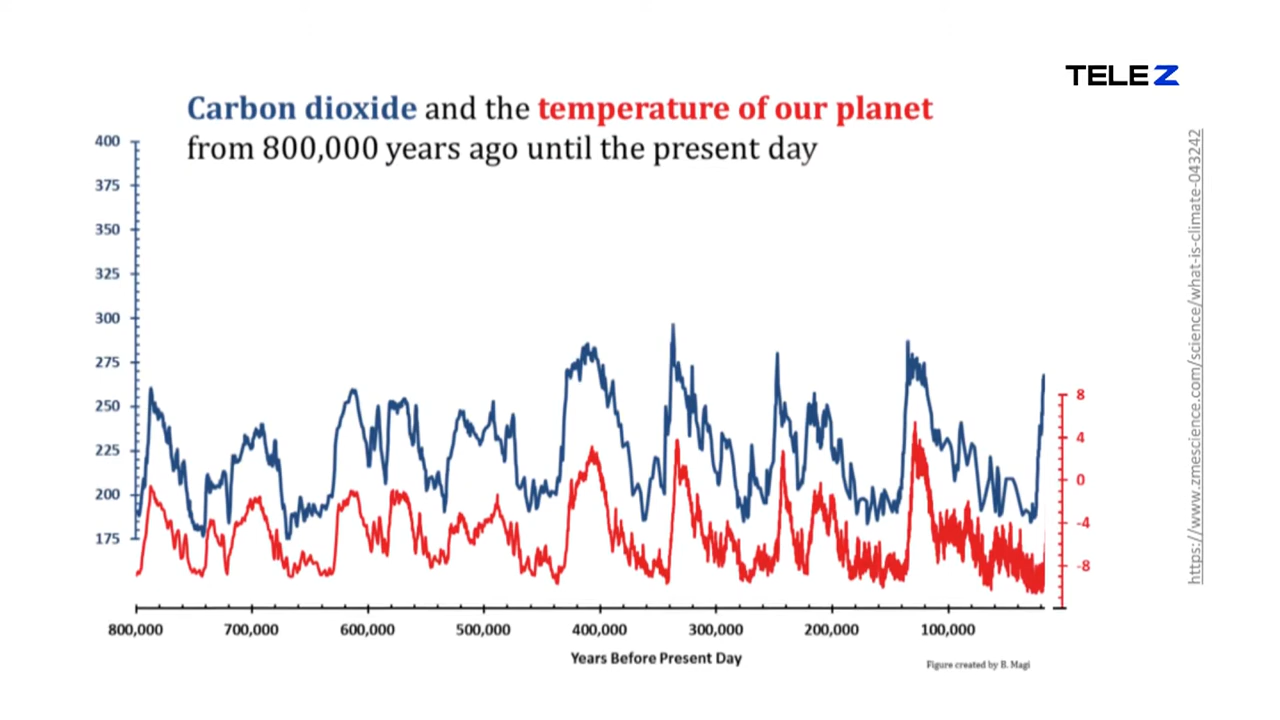 TELE Z
Carbon dioxide and the temperature of our planet
from 800,000 years ago until the present day
400
375
350
325
300
275
250
225
200
175
8
4
0
-4
-8
800,000 700,000 600,000 500,000 400,000 300,000 200,000 100,000
Years Before Present Day
Figure created by B. Magi
https://www.zmescience.com/science/what-is-climate-043242